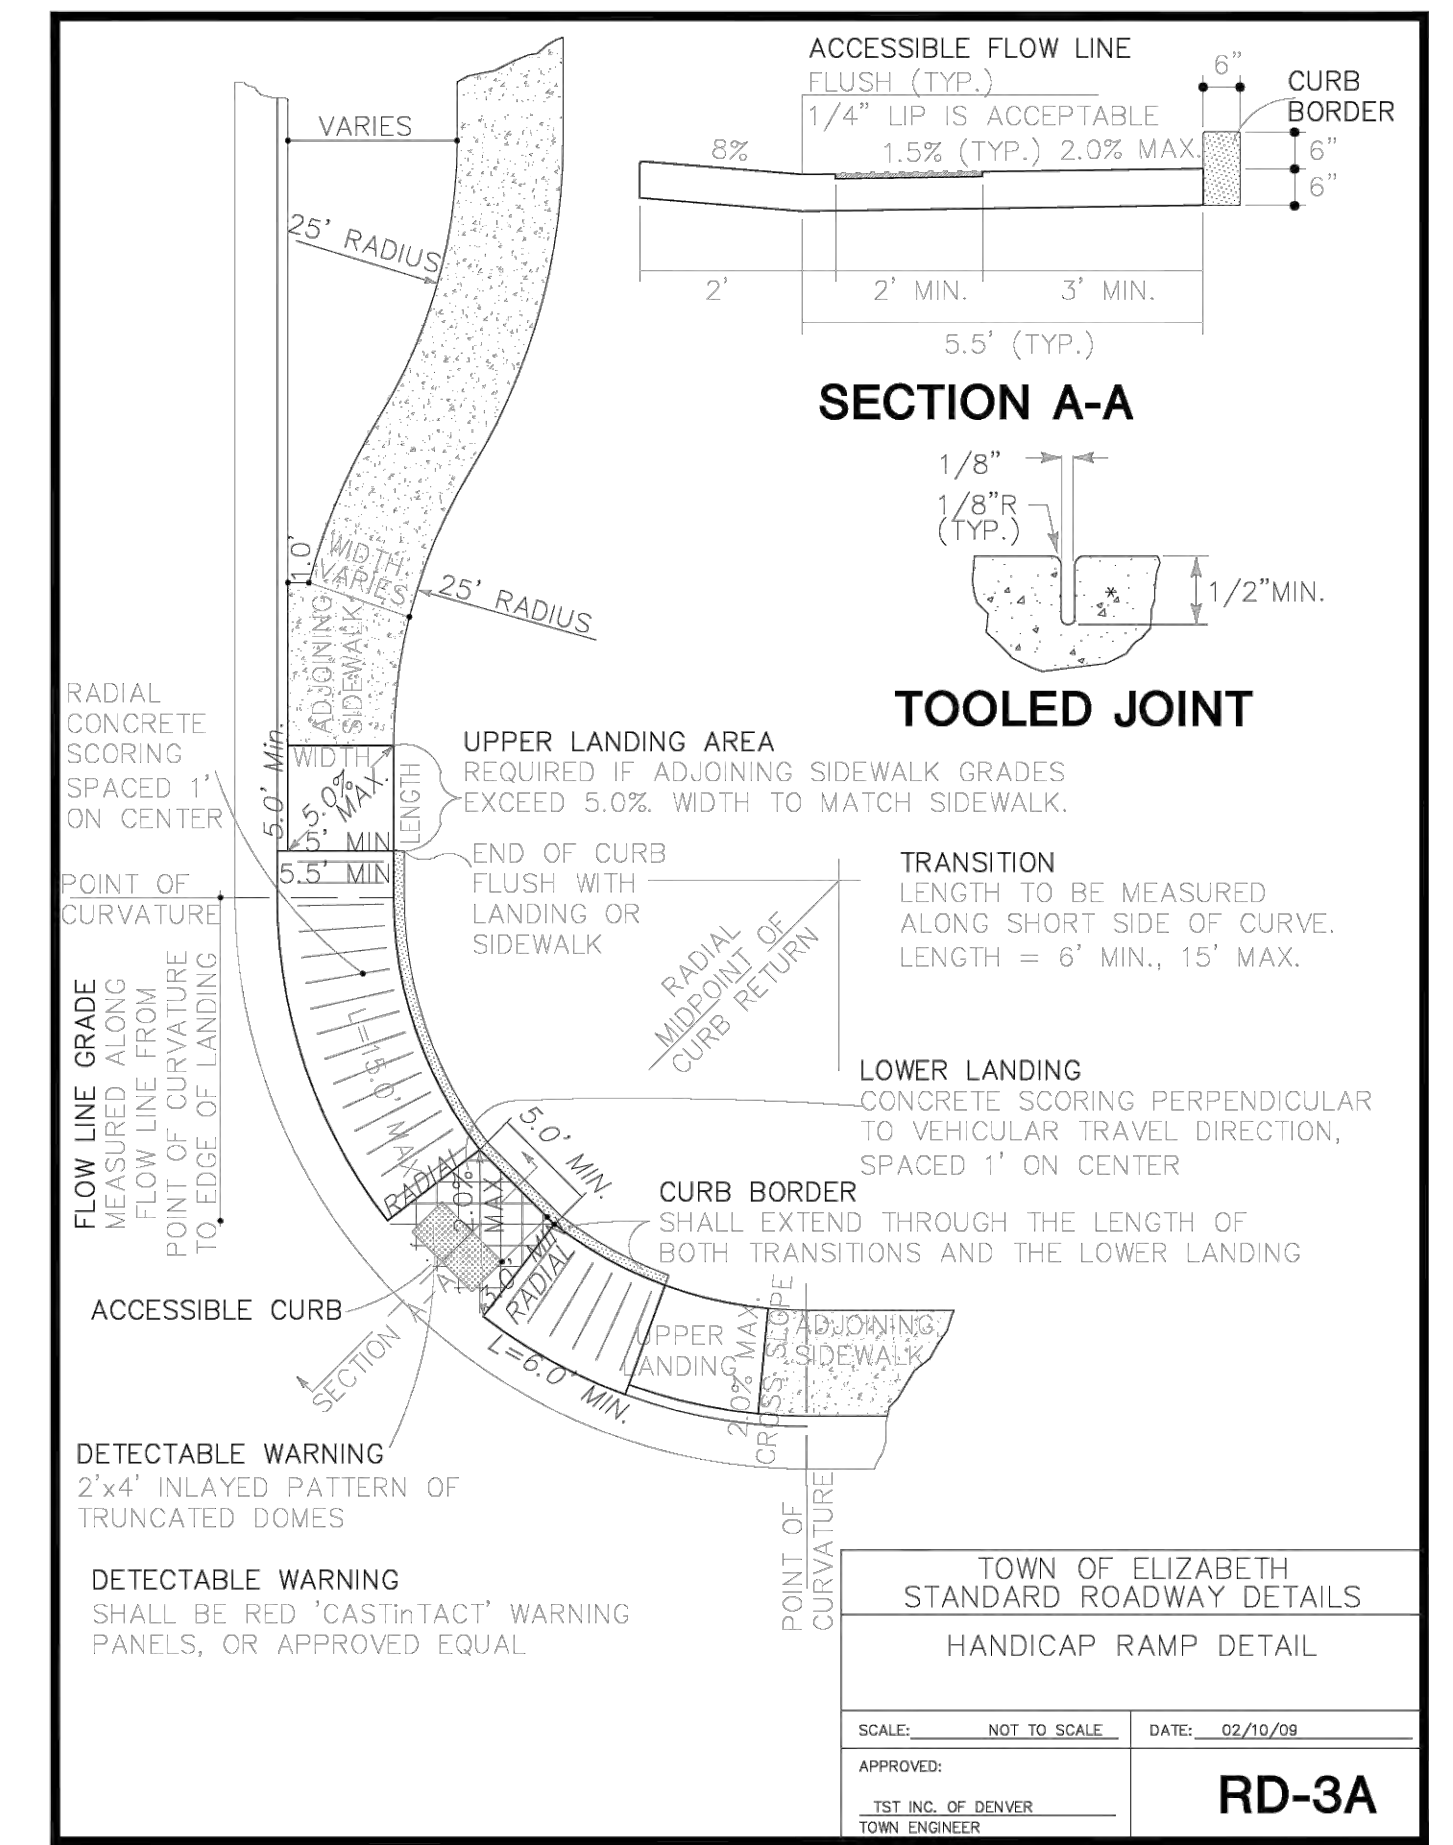 ACCESSIBLE FLOW LINE
FLUSH (TYP.)
1/4" LIP IS ACCEPTABLE
8%
1.5% (TYP.) 2.0% MAX.
6"
CURB
BORDER
6"
6"
2'
2' MIN.
3' MIN.
5.5' (TYP.)
SECTION A-A
1/8"
1/8"R
(TYP.)
1/2"MIN.
TOOLED JOINT
VARIES
25' RADIUS
1.0'
WIDTH
VARIES
25' RADIUS
ADJOINING
SIDEWALK
RADIAL
CONCRETE
SCORING
SPACED 1'
ON CENTER
5.0' Min.
WIDTH
5.0%
MAX.
LENGTH
5' MIN
5.5' MIN
UPPER LANDING AREA
REQUIRED IF ADJOINING SIDEWALK GRADES
EXCEED 5.0%. WIDTH TO MATCH SIDEWALK.
END OF CURB
FLUSH WITH
LANDING OR
SIDEWALK
POINT OF
CURVATURE
TRANSITION
LENGTH TO BE MEASURED
ALONG SHORT SIDE OF CURVE.
LENGTH = 6' MIN., 15' MAX.
RADIAL
MIDPOINT OF
CURB RETURN
FLOW LINE GRADE
MEASURED ALONG
FLOW LINE FROM
POINT OF CURVATURE
TO EDGE OF LANDING
L=15.0' MAX.
LOWER LANDING
CONCRETE SCORING PERPENDICULAR
TO VEHICULAR TRAVEL DIRECTION,
SPACED 1' ON CENTER
5.0' MIN.
RADIAL
2.0%
MAX
CURB BORDER
SHALL EXTEND THROUGH THE LENGTH OF
BOTH TRANSITIONS AND THE LOWER LANDING
5.0' MIN
RADIAL
ACCESSIBLE CURB
SECTION A-A
L=6.0' MIN.
UPPER
LANDING
2.0% MAX.
CROSS SLOPE
ADJOINING
SIDEWALK
DETECTABLE WARNING
2'x4' INLAYED PATTERN OF
TRUNCATED DOMES
POINT OF
CURVATURE
DETECTABLE WARNING
SHALL BE RED 'CASTinTACT' WARNING
PANELS, OR APPROVED EQUAL
TOWN OF ELIZABETH
STANDARD ROADWAY DETAILS
HANDICAP RAMP DETAIL
SCALE: NOT TO SCALE
DATE: 02/10/09
APPROVED:
TST INC. OF DENVER
TOWN ENGINEER
RD-3A